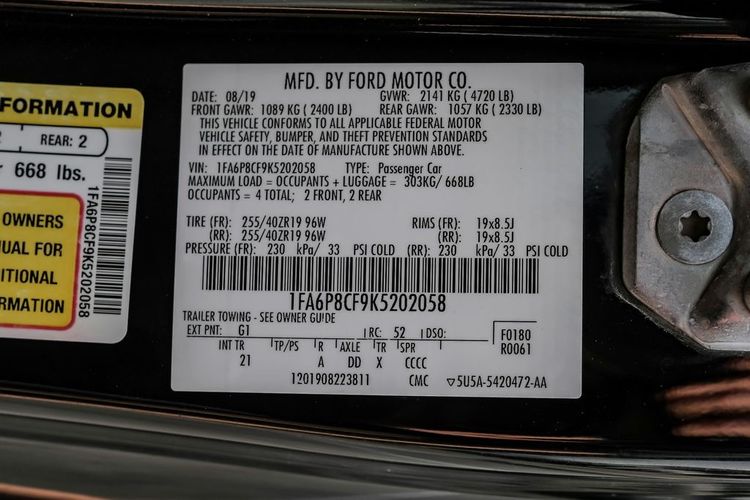 FORMATION
2 REAR: 2
668 lbs.
OWNERS
UAL FOR
ITIONAL
RMATION
1FA6P8CF9K5202058
MFD. BY FORD MOTOR CO.
DATE: 08/19 GVWR: 2141 KG ( 4720 LB)
FRONT GAWR: 1089 KG ( 2400 LB) REAR GAWR: 1057 KG ( 2330 LB)
THIS VEHICLE CONFORMS TO ALL APPLICABLE FEDERAL MOTOR
VEHICLE SAFETY, BUMPER, AND THEFT PREVENTION STANDARDS
IN EFFECT ON THE DATE OF MANUFACTURE SHOWN ABOVE.
VIN: 1FA6P8CF9K5202058 TYPE: Passenger Car
MAXIMUM LOAD = OCCUPANTS + LUGGAGE = 303KG/ 668LB
OCCUPANTS = 4 TOTAL; 2 FRONT, 2 REAR
TIRE (FR): 255/40ZR19 96W RIMS (FR): 19x8.5J
(RR): 255/40ZR19 96W (RR): 19x8.5J
PRESSURE (FR): 230 kPa/ 33 PSI COLD (RR): 230 kPa/ 33 PSI COLD
1FA6P8CF9K5202058
TRAILER TOWING - SEE OWNER GUIDE
EXT PNT: G1 RC: 52 DSO: F0180
INT TR TP/PS R AXLE TR SPR R0061
21 A DD X CCCC
1201908223811 CMC ▽5U5A-5420472-AA